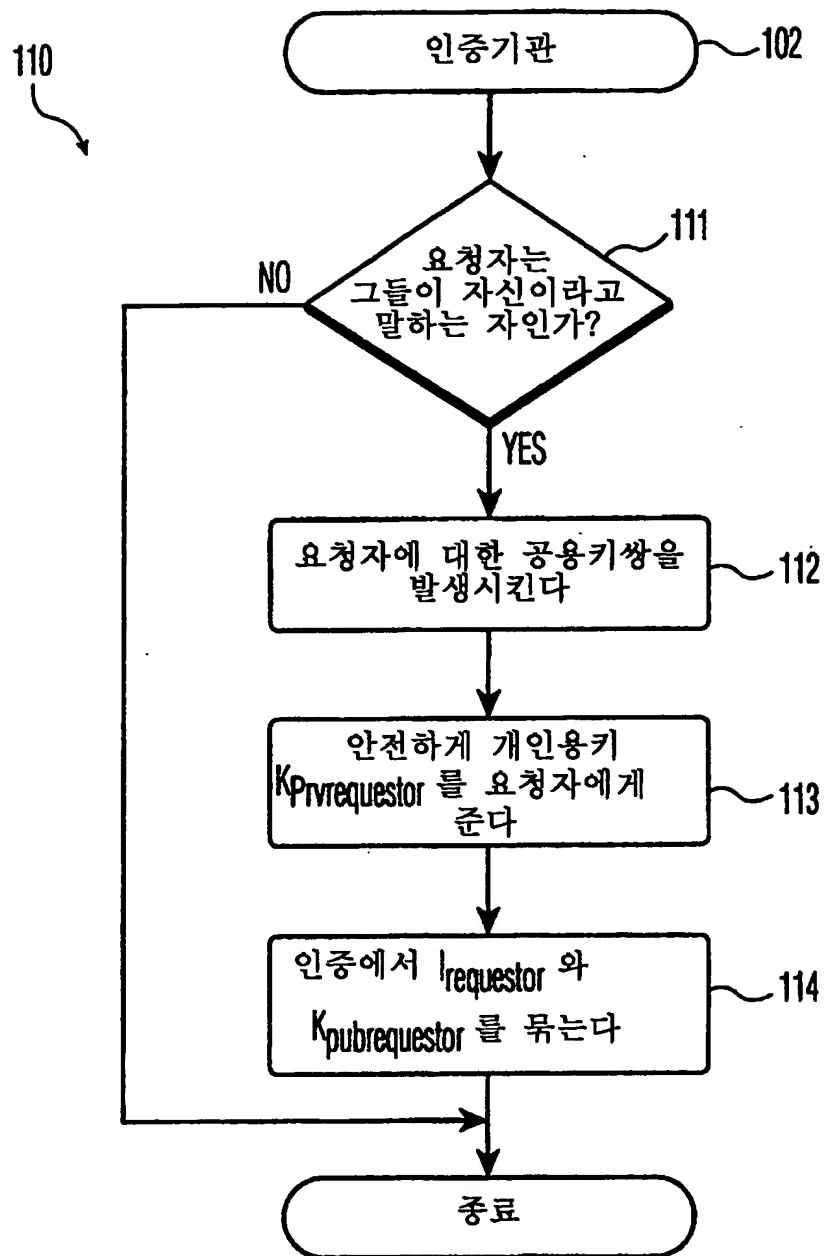 110
인증기관
102
요청자는
그들이 자신이라고
말하는 자인가?
111
NO
YES
요청자에 대한 공용키쌍을
발생시킨다
112
안전하게 개인용키
KPrvrequestor 를 요청자에게
준다
113
인증에서 Irequestor 와
Kpubrequestor 를 묶는다
114
종료